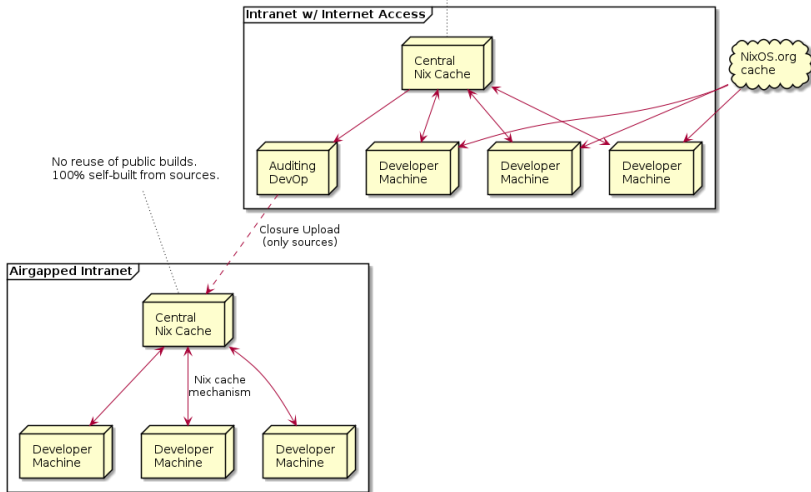 Intranet w/ Internet Access
Central
Nix Cache
NixOS.org
cache
Auditing
DevOp
Developer
Machine
Developer
Machine
Developer
Machine
No reuse of public builds.
100% self-built from sources.
Closure Upload
(only sources)
Airgapped Intranet
Central
Nix Cache
Nix cache
mechanism
Developer
Machine
Developer
Machine
Developer
Machine